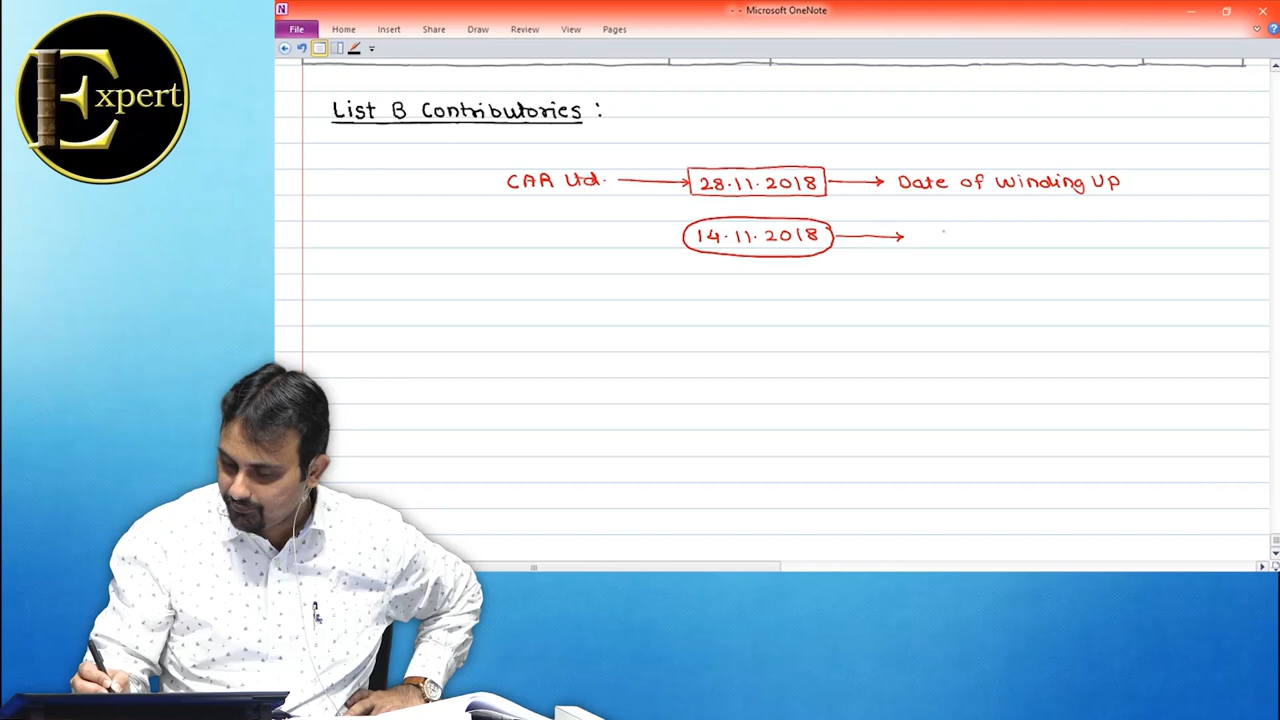 Expert
- - Microsoft OneNote
File Home Insert Share Draw Review View Pages
List B Contributories :
CAR Ltd. → 28.11.2018 → Date of Winding Up
14.11.2018 →